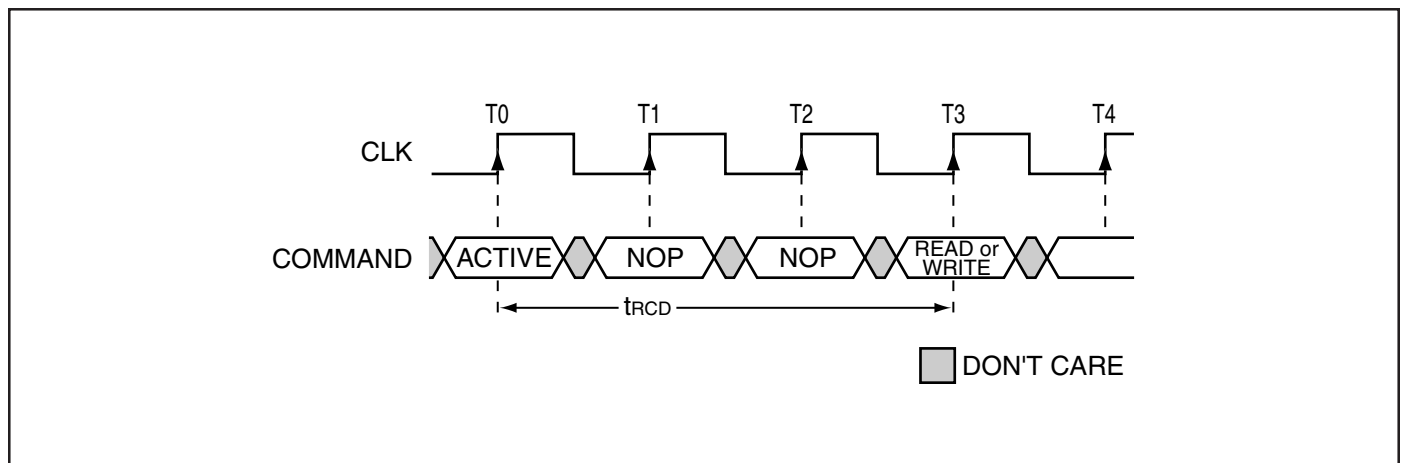 T0 T1 T2 T3 T4
CLK
COMMAND ACTIVE NOP NOP READ or
WRITE
tRCD
DON'T CARE